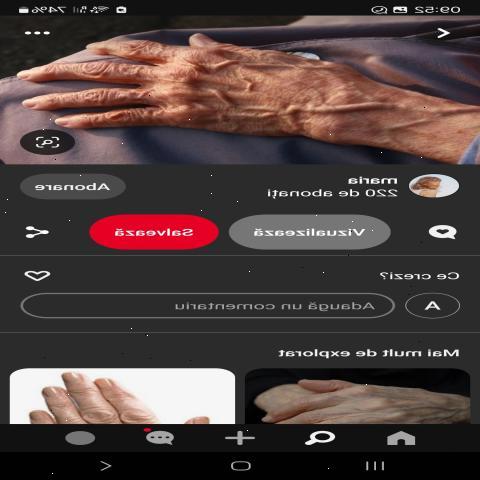 09:52
74%
maria
220 de abonați
Abonare
Vizualizează
Salvează
Ce crezi?
A
Adaugă un comentariu
Mai mult de explorat